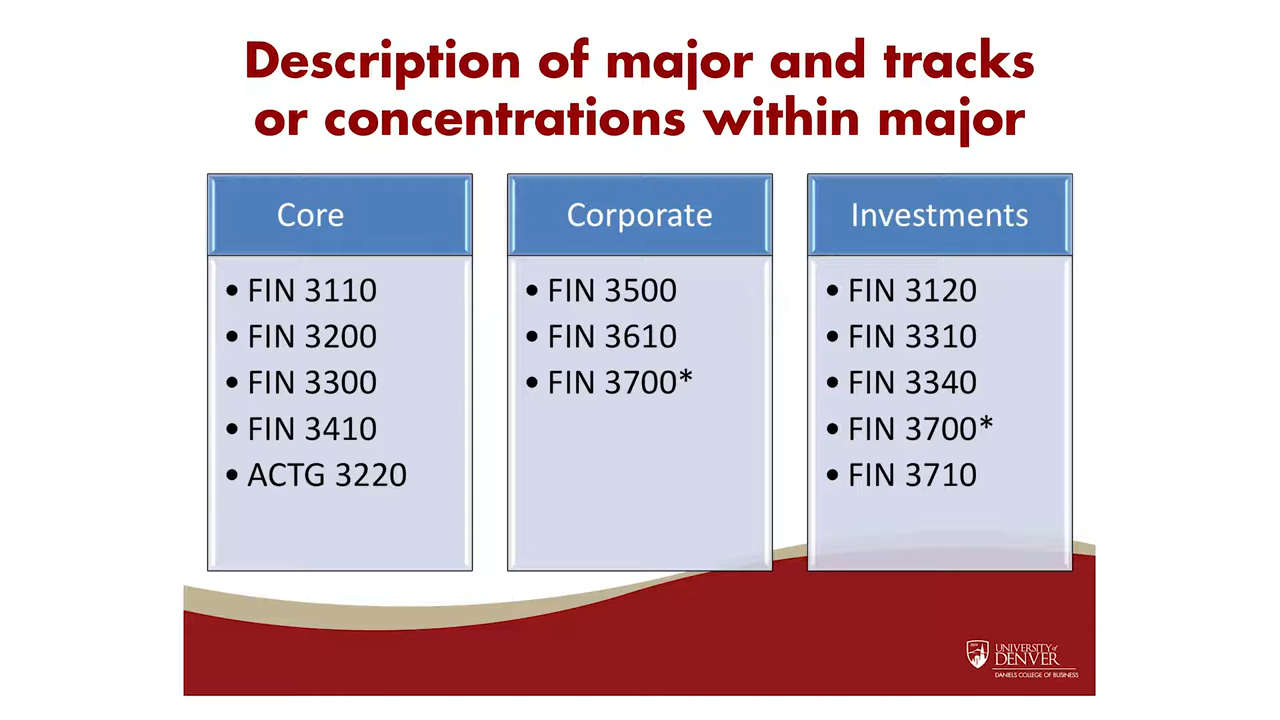 Description of major and tracks
or concentrations within major
Core
• FIN 3110
• FIN 3200
• FIN 3300
• FIN 3410
• ACTG 3220
Corporate
• FIN 3500
• FIN 3610
• FIN 3700*
Investments
• FIN 3120
• FIN 3310
• FIN 3340
• FIN 3700*
• FIN 3710
UNIVERSITY of
DENVER
DANIELS COLLEGE OF BUSINESS